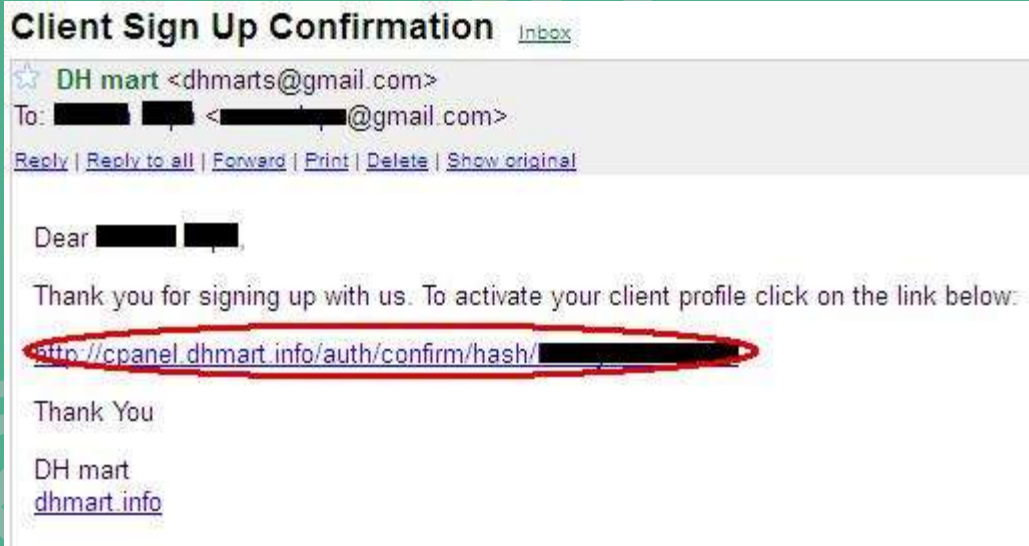 Client Sign Up Confirmation Inbox
DH mart <dhmarts@gmail.com>
To: < @gmail.com>
Reply | Reply to all | Forward | Print | Delete | Show original
Dear ,
Thank you for signing up with us. To activate your client profile click on the link below:
http://cpanel.dhmart.info/auth/confirm/hash/
Thank You
DH mart
dhmart.info